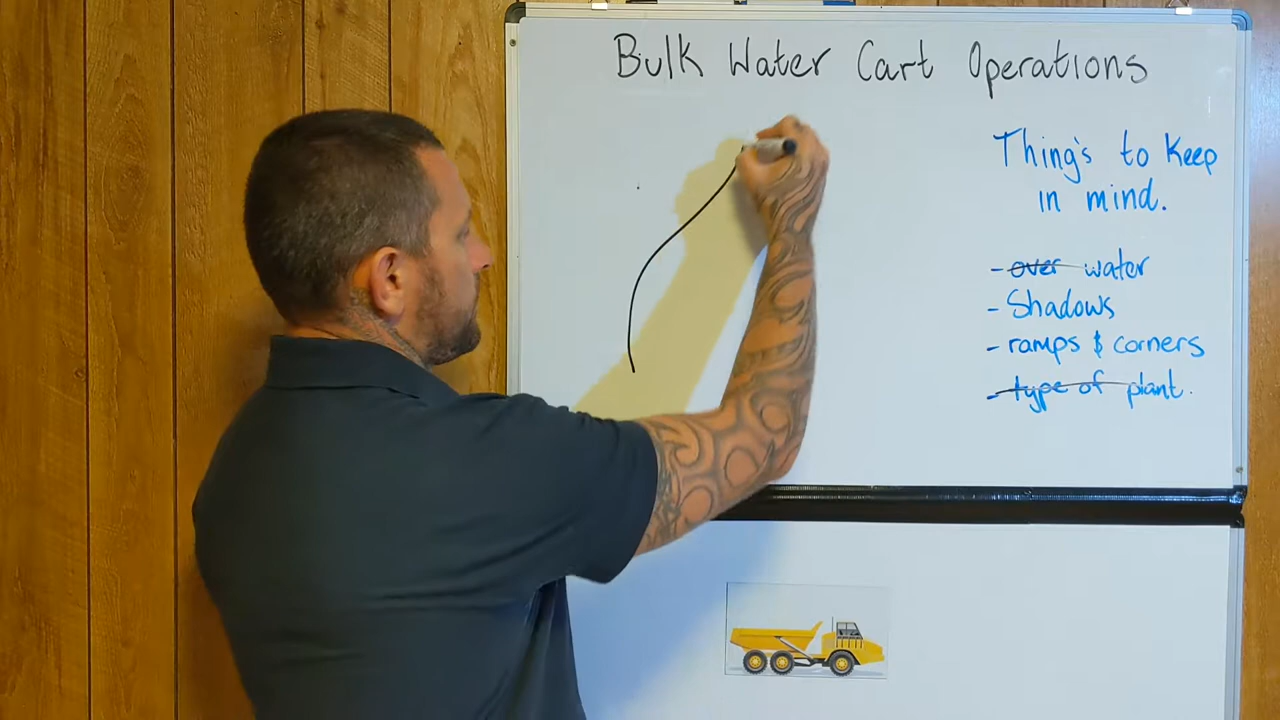 Bulk Water Cart Operations
Thing's to Keep
in mind.
- over water
- Shadows
- ramps & corners
- type of plant.